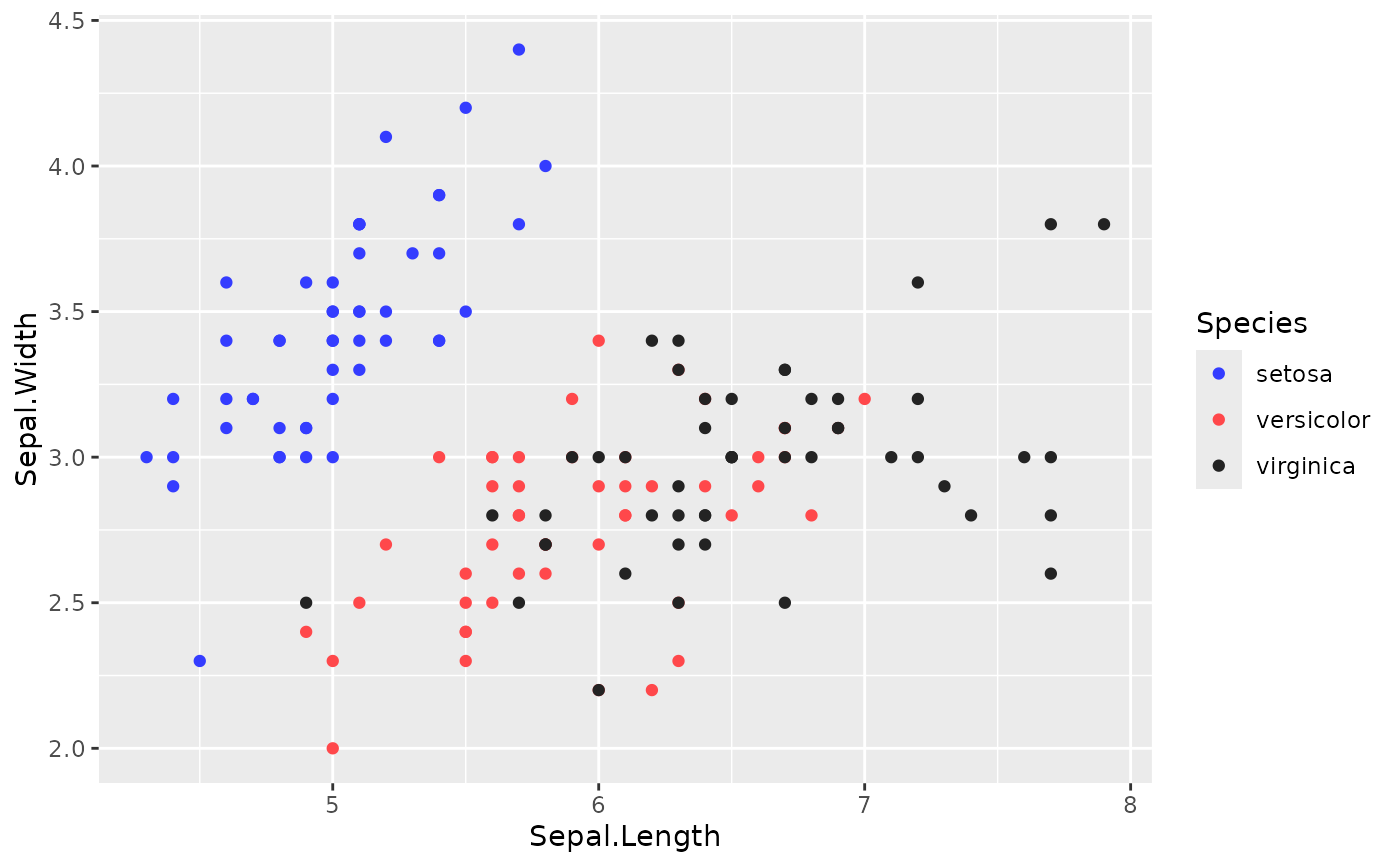 4.5
4.0
3.5
3.0
2.5
2.0
Sepal.Width
5 6 7 8
Sepal.Length
Species
setosa
versicolor
virginica